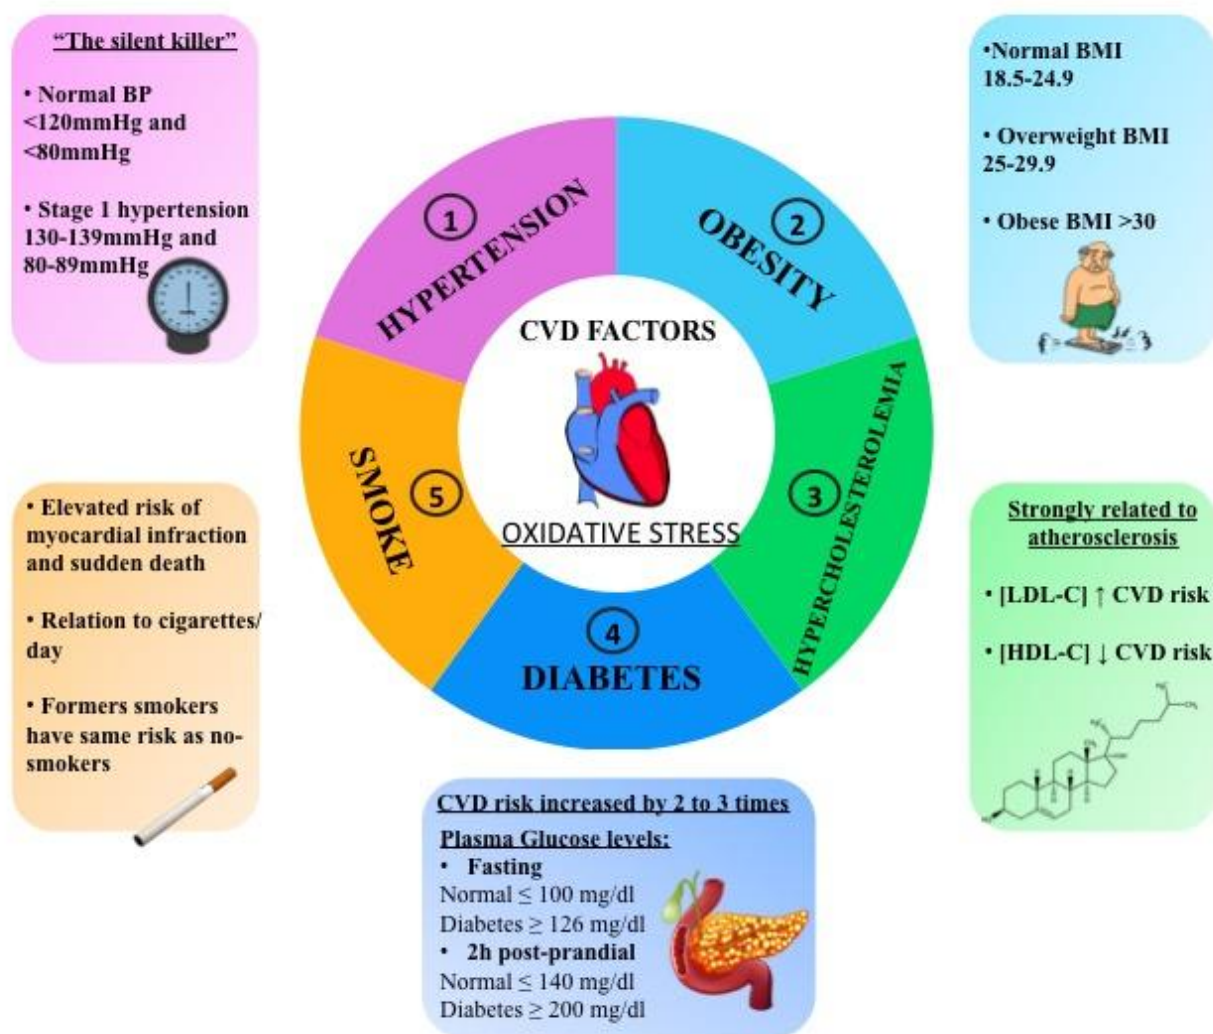 “The silent killer”
• Normal BP
<120mmHg and
<80mmHg
• Stage 1 hypertension
130-139mmHg and
80-89mmHg
•Normal BMI
18.5-24.9
• Overweight BMI
25-29.9
• Obese BMI >30
1
HYPERTENSION
2
OBESITY
3
HYPERCHOLESTEROLEMIA
4
DIABETES
5
SMOKE
CVD FACTORS
OXIDATIVE STRESS
• Elevated risk of
myocardial infraction
and sudden death
• Relation to cigarettes/
day
• Formers smokers
have same risk as no-
smokers
Strongly related to
atherosclerosis
• [LDL-C] ↑ CVD risk
• [HDL-C] ↓ CVD risk
CVD risk increased by 2 to 3 times
Plasma Glucose levels:
• Fasting
Normal ≤ 100 mg/dl
Diabetes ≥ 126 mg/dl
• 2h post-prandial
Normal ≤ 140 mg/dl
Diabetes ≥ 200 mg/dl